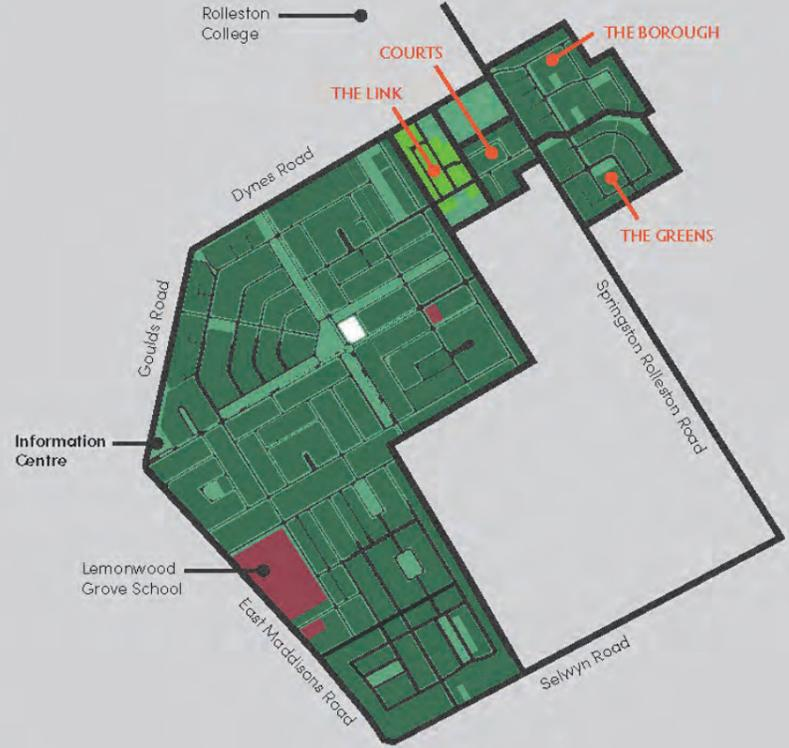 Rolleston
College
THE BOROUGH
COURTS
THE LINK
Dynes Road
THE GREENS
Goulds Road
Springston Rolleston Road
Information
Centre
Lemonwood
Grove School
East Maddisons Road
Selwyn Road